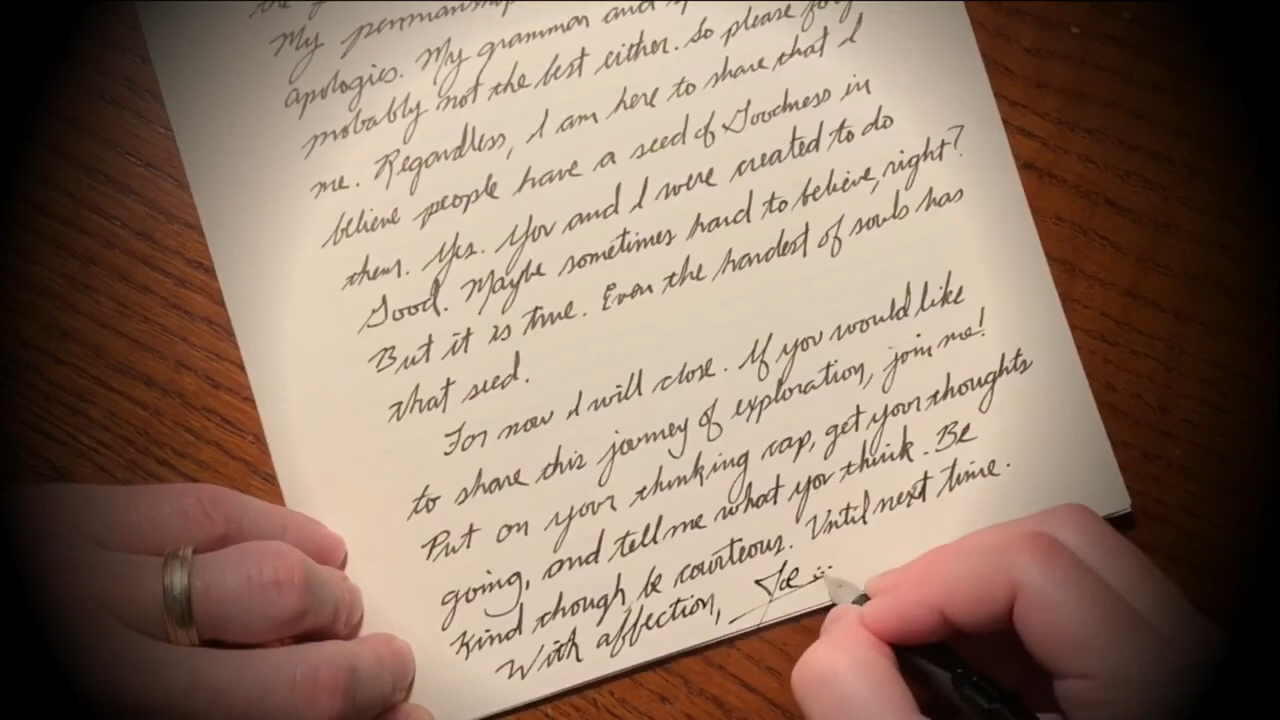 My penmanship
apologies. My grammar and
probably not the best either. So please
me. Regardless, I am here to share that I
believe people have a seed of Goodness in
them. Yes. You and I were created to do
Good. Maybe sometimes hard to believe, right?
But it is true. Even the hardest of souls has
that seed.
For now I will close. If you would like
to share this journey of exploration, join me!
Put on your thinking cap, get your thoughts
going, and tell me what you think. Be
Kind though, be courteous. Until next time.
With affection, Joe